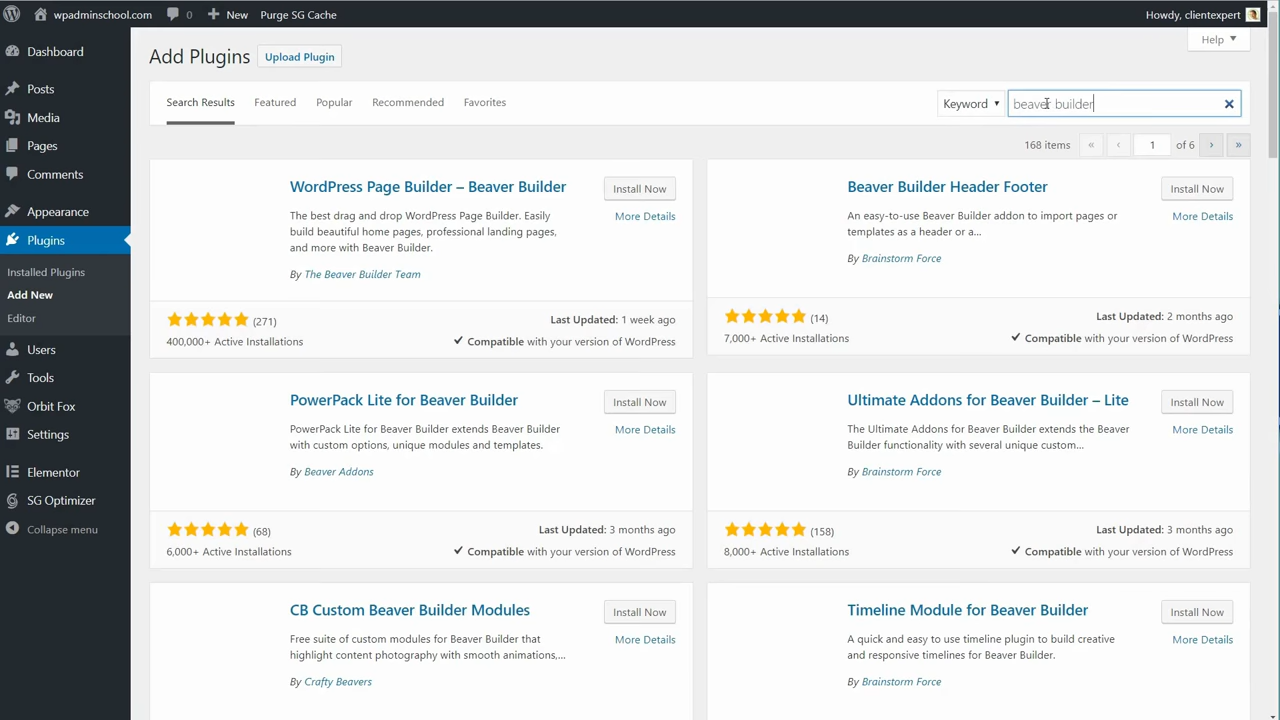 wpadminschool.com 0 New Purge SG Cache Howdy, clientexpert
Dashboard
Posts
Media
Pages
Comments
Appearance
Plugins
Installed Plugins
Add New
Editor
Users
Tools
Orbit Fox
Settings
Elementor
SG Optimizer
Collapse menu
Add Plugins Upload Plugin Help
Search Results Featured Popular Recommended Favorites Keyword beaver builder
168 items « ‹ 1 of 6 › »
WordPress Page Builder – Beaver Builder Install Now
The best drag and drop WordPress Page Builder. Easily More Details
build beautiful home pages, professional landing pages,
and more with Beaver Builder.
By The Beaver Builder Team
(271) Last Updated: 1 week ago
400,000+ Active Installations Compatible with your version of WordPress
Beaver Builder Header Footer Install Now
An easy-to-use Beaver Builder addon to import pages or More Details
templates as a header or a...
By Brainstorm Force
(14) Last Updated: 2 months ago
7,000+ Active Installations Compatible with your version of WordPress
PowerPack Lite for Beaver Builder Install Now
PowerPack Lite for Beaver Builder extends Beaver Builder More Details
with custom options, unique modules and templates.
By Beaver Addons
(68) Last Updated: 3 months ago
6,000+ Active Installations Compatible with your version of WordPress
Ultimate Addons for Beaver Builder – Lite Install Now
The Ultimate Addons for Beaver Builder extends the Beaver More Details
Builder functionality with several unique custom...
By Brainstorm Force
(158) Last Updated: 3 months ago
8,000+ Active Installations Compatible with your version of WordPress
CB Custom Beaver Builder Modules Install Now
Free suite of custom modules for Beaver Builder that More Details
highlight content photography with smooth animations,...
By Crafty Beavers
Timeline Module for Beaver Builder Install Now
A quick and easy to use timeline plugin to build creative More Details
and responsive timelines for Beaver Builder.
By Brainstorm Force